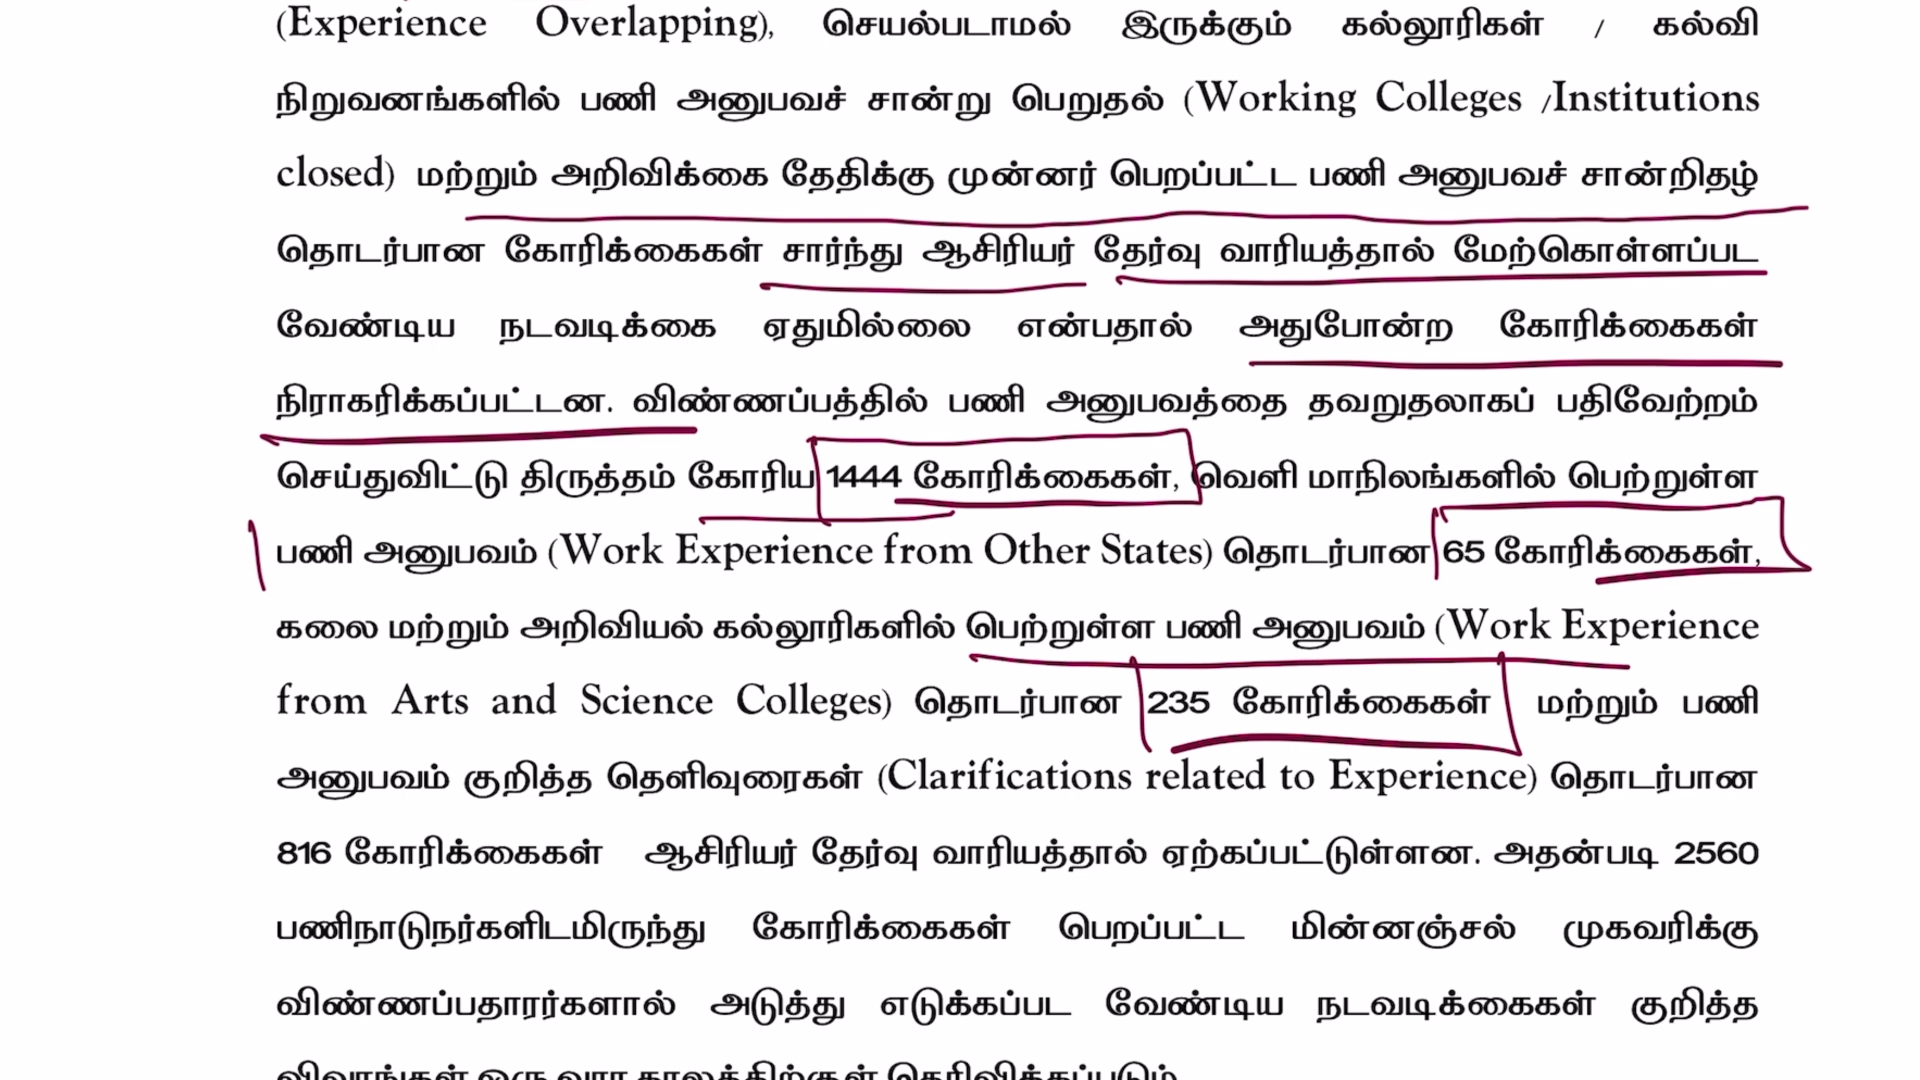 (Experience Overlapping), செயல்படாமல் இருக்கும் கல்லூரிகள் / கல்வி
நிறுவனங்களில் பணி அனுபவச் சான்று பெறுதல் (Working Colleges /Institutions
closed) மற்றும் அறிவிக்கை தேதிக்கு முன்னர் பெறப்பட்ட பணி அனுபவச் சான்றிதழ்
தொடர்பான கோரிக்கைகள் சார்ந்து ஆசிரியர் தேர்வு வாரியத்தால் மேற்கொள்ளப்பட
வேண்டிய நடவடிக்கை ஏதுமில்லை என்பதால் அதுபோன்ற கோரிக்கைகள்
நிராகரிக்கப்பட்டன. விண்ணப்பத்தில் பணி அனுபவத்தை தவறுதலாகப் பதிவேற்றம்
செய்துவிட்டு திருத்தம் கோரிய 1444 கோரிக்கைகள், வெளி மாநிலங்களில் பெற்றுள்ள
பணி அனுபவம் (Work Experience from Other States) தொடர்பான 65 கோரிக்கைகள்,
கலை மற்றும் அறிவியல் கல்லூரிகளில் பெற்றுள்ள பணி அனுபவம் (Work Experience
from Arts and Science Colleges) தொடர்பான 235 கோரிக்கைகள் மற்றும் பணி
அனுபவம் குறித்த தெளிவுரைகள் (Clarifications related to Experience) தொடர்பான
816 கோரிக்கைகள் ஆசிரியர் தேர்வு வாரியத்தால் ஏற்கப்பட்டுள்ளன. அதன்படி 2560
பணிநாடுநர்களிடமிருந்து கோரிக்கைகள் பெறப்பட்ட மின்னஞ்சல் முகவரிக்கு
விண்ணப்பதாரர்களால் அடுத்து எடுக்கப்பட வேண்டிய நடவடிக்கைகள் குறித்த
விவரங்கள் ஒரு வார காலத்திற்குள் தெரிவிக்கப்படும்.